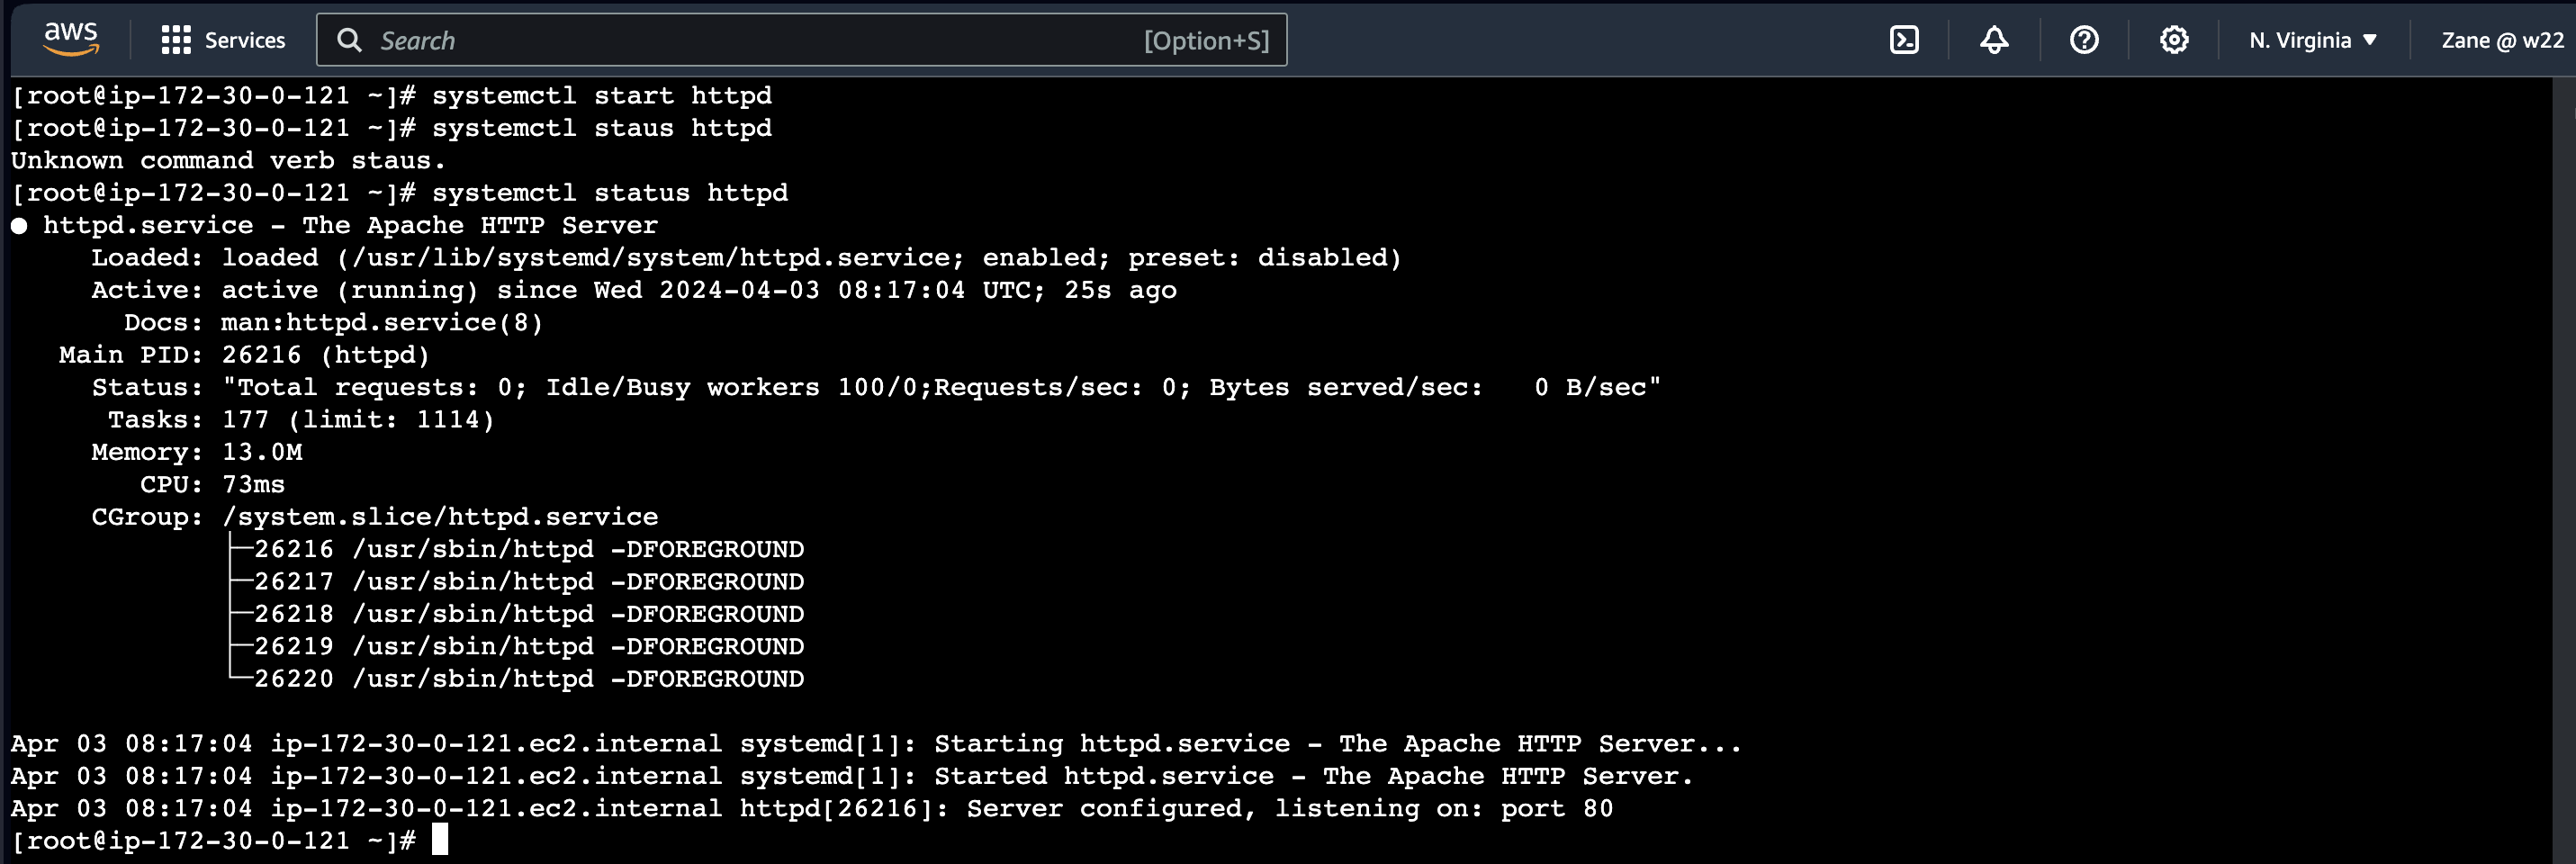 aws Services Search [Option+S] N. Virginia ▼ Zane @ w22
[root@ip-172-30-0-121 ~]# systemctl start httpd
[root@ip-172-30-0-121 ~]# systemctl staus httpd
Unknown command verb staus.
[root@ip-172-30-0-121 ~]# systemctl status httpd
● httpd.service - The Apache HTTP Server
     Loaded: loaded (/usr/lib/systemd/system/httpd.service; enabled; preset: disabled)
     Active: active (running) since Wed 2024-04-03 08:17:04 UTC; 25s ago
       Docs: man:httpd.service(8)
   Main PID: 26216 (httpd)
     Status: "Total requests: 0; Idle/Busy workers 100/0;Requests/sec: 0; Bytes served/sec:   0 B/sec"
      Tasks: 177 (limit: 1114)
     Memory: 13.0M
        CPU: 73ms
     CGroup: /system.slice/httpd.service
             ├─26216 /usr/sbin/httpd -DFOREGROUND
             ├─26217 /usr/sbin/httpd -DFOREGROUND
             ├─26218 /usr/sbin/httpd -DFOREGROUND
             ├─26219 /usr/sbin/httpd -DFOREGROUND
             └─26220 /usr/sbin/httpd -DFOREGROUND
Apr 03 08:17:04 ip-172-30-0-121.ec2.internal systemd[1]: Starting httpd.service - The Apache HTTP Server...
Apr 03 08:17:04 ip-172-30-0-121.ec2.internal systemd[1]: Started httpd.service - The Apache HTTP Server.
Apr 03 08:17:04 ip-172-30-0-121.ec2.internal httpd[26216]: Server configured, listening on: port 80
[root@ip-172-30-0-121 ~]#